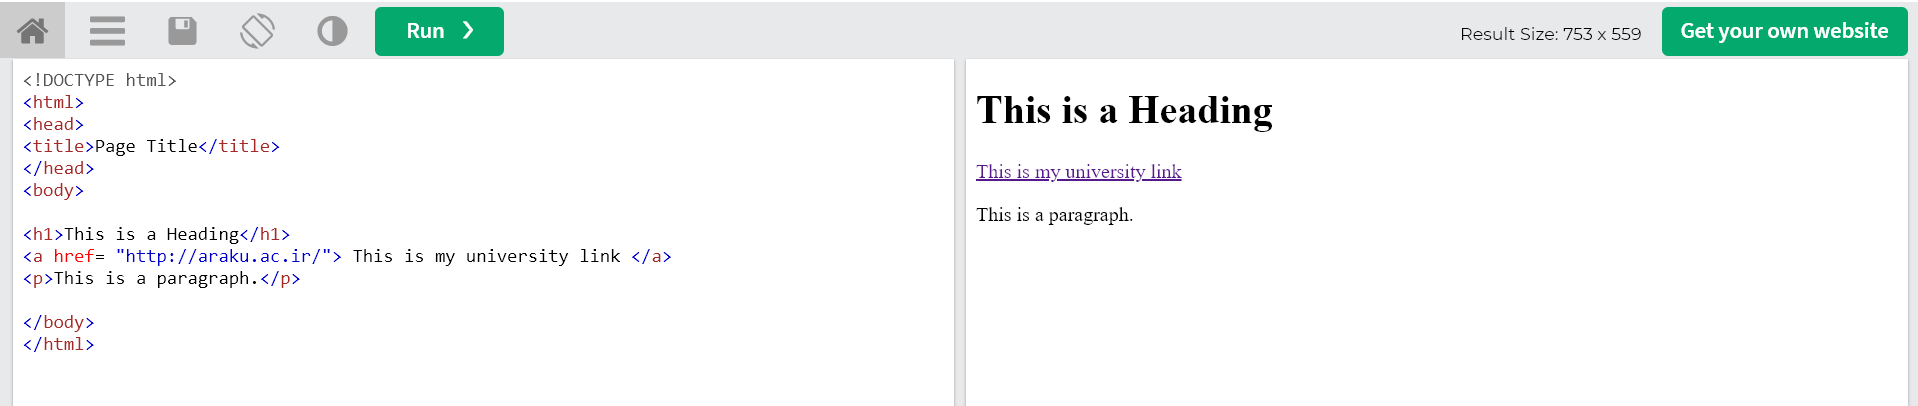 Run ❯
Result Size: 753 x 559
Get your own website
<!DOCTYPE html>
<html>
<head>
<title>Page Title</title>
</head>
<body>
<h1>This is a Heading</h1>
<a href= "http://araku.ac.ir/"> This is my university link </a>
<p>This is a paragraph.</p>
</body>
</html>
This is a Heading
This is my university link
This is a paragraph.